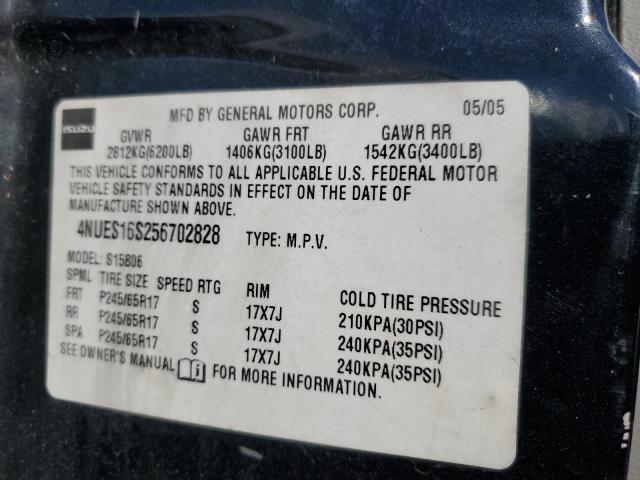 ISUZU MFD BY GENERAL MOTORS CORP. 05/05
GVWR GAWR FRT GAWR RR
2812KG(6200LB) 1406KG(3100LB) 1542KG(3400LB)
THIS VEHICLE CONFORMS TO ALL APPLICABLE U.S. FEDERAL MOTOR
VEHICLE SAFETY STANDARDS IN EFFECT ON THE DATE OF
MANUFACTURE SHOWN ABOVE.
4NUES16S256702828 TYPE: M.P.V.
MODEL: S15806
SPML TIRE SIZE SPEED RTG RIM COLD TIRE PRESSURE
FRT P245/65R17 S 17X7J 210KPA(30PSI)
RR P245/65R17 S 17X7J 240KPA(35PSI)
SPA P245/65R17 S 17X7J 240KPA(35PSI)
SEE OWNER'S MANUAL i FOR MORE INFORMATION.